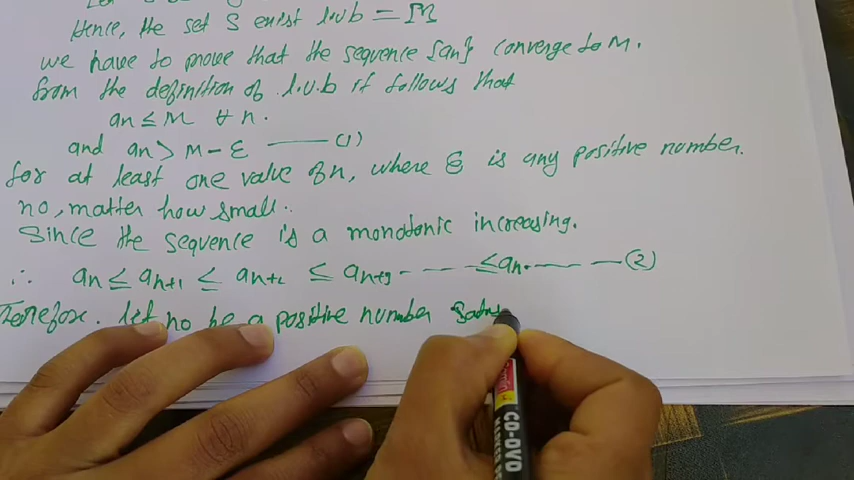 Hence, the set S exist l.u.b = M
we have to prove that the sequence {an} converge to M.
from the definition of l.u.b it follows that
an ≤ M ∀ n.
and an > M - ε ——— (1)
for at least one value of n, where ε is any positive number.
no, matter how small.
Since the sequence is a monotonic increasing.
∴ an ≤ an+1 ≤ an+2 ≤ an+3 - - - - ≤ an. —— — (2)
Therefore. let no be a positive number
CD-DVD